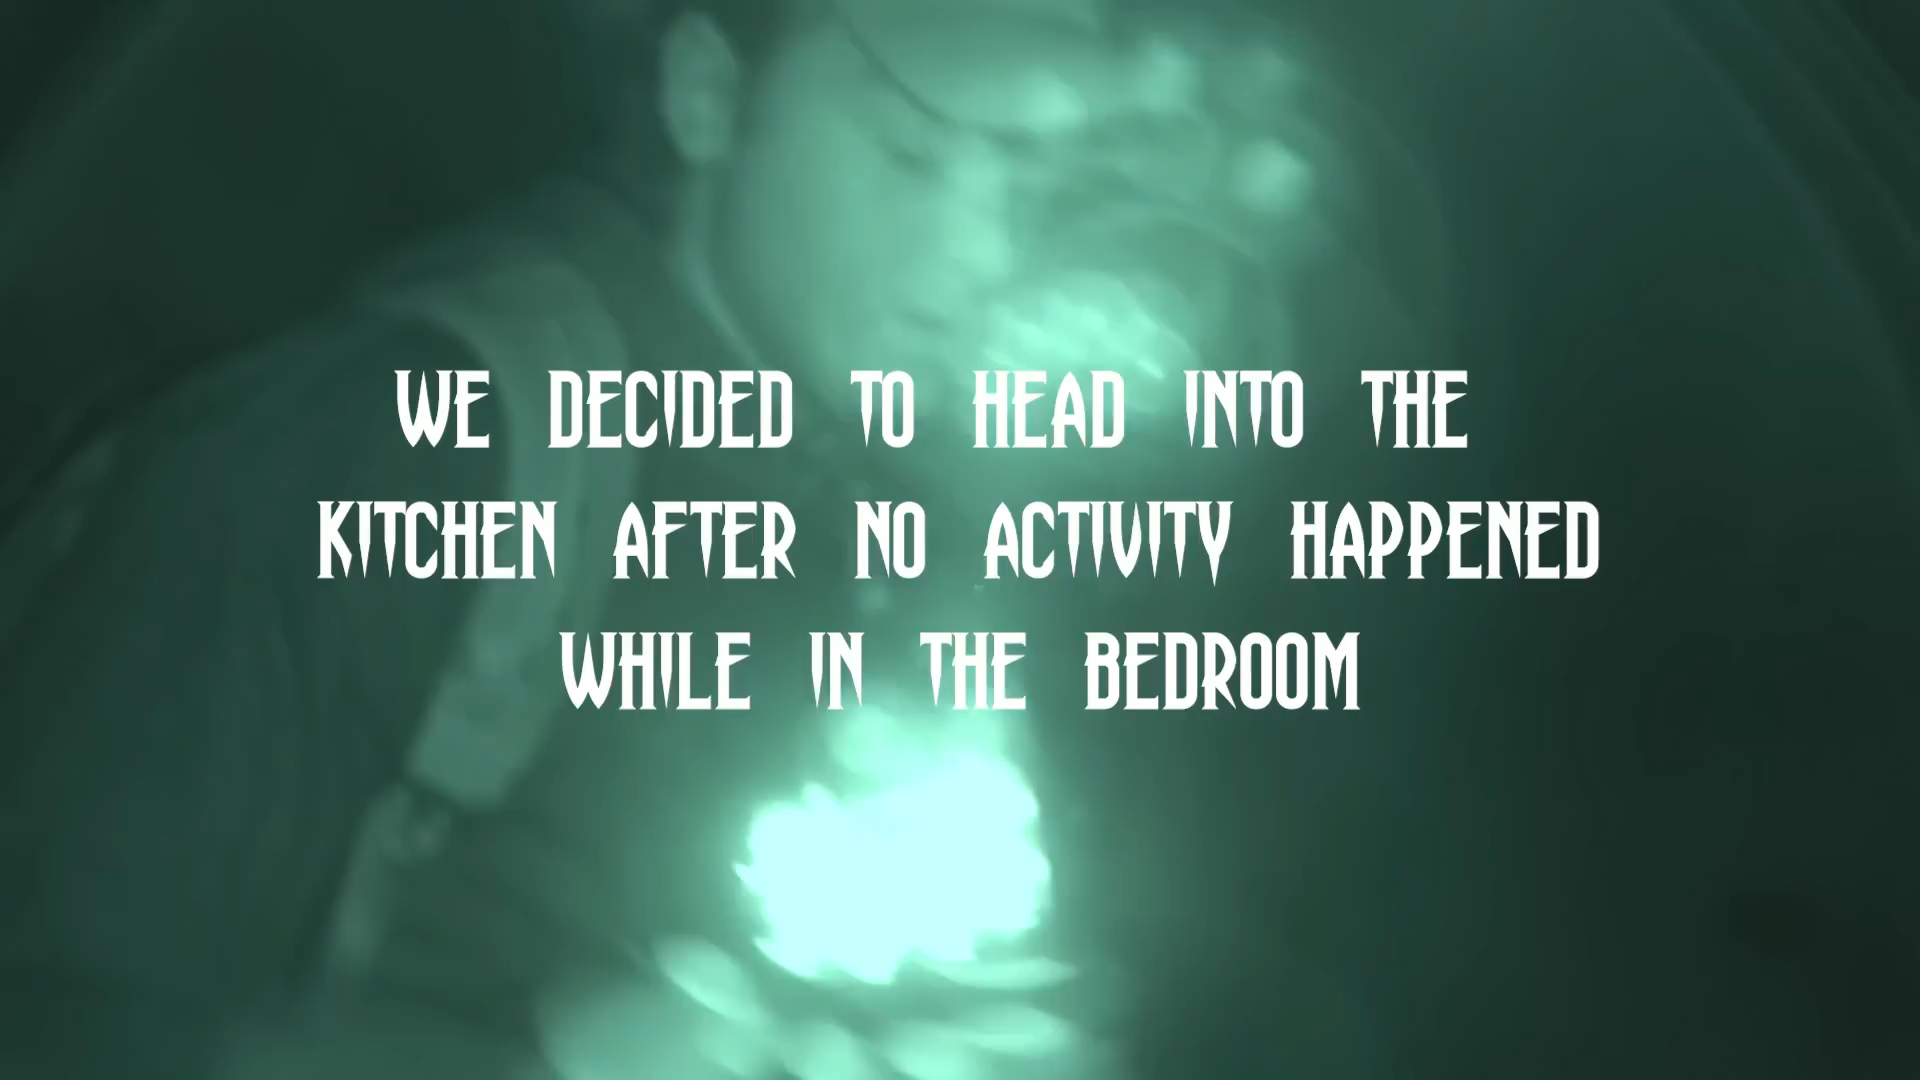 WE DECIDED TO HEAD INTO THE
KITCHEN AFTER NO ACTIVITY HAPPENED
WHILE IN THE BEDROOM